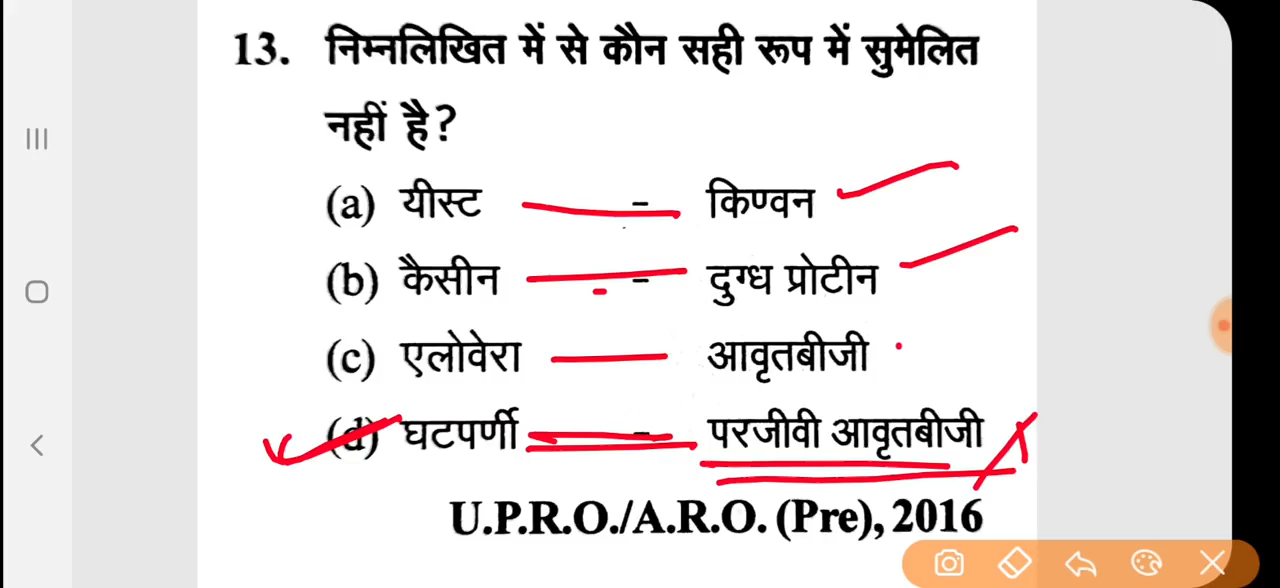 13. निम्नलिखित में से कौन सही रूप में सुमेलित
नहीं है?
(a) यीस्ट - किण्वन
(b) कैसीन - दुग्ध प्रोटीन
(c) एलोवेरा आवृतबीजी
(d) घटपर्णी - परजीवी आवृतबीजी
U.P.R.O./A.R.O. (Pre), 2016